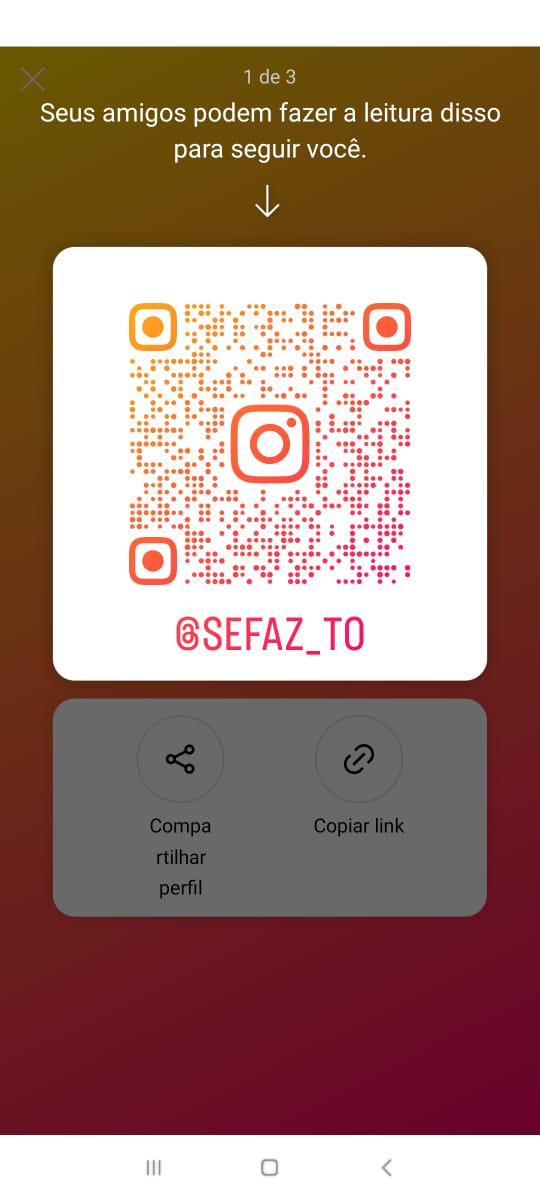 1 de 3
Seus amigos podem fazer a leitura disso
para seguir você.
@SEFAZ_TO
Compa
rtilhar
perfil
Copiar link